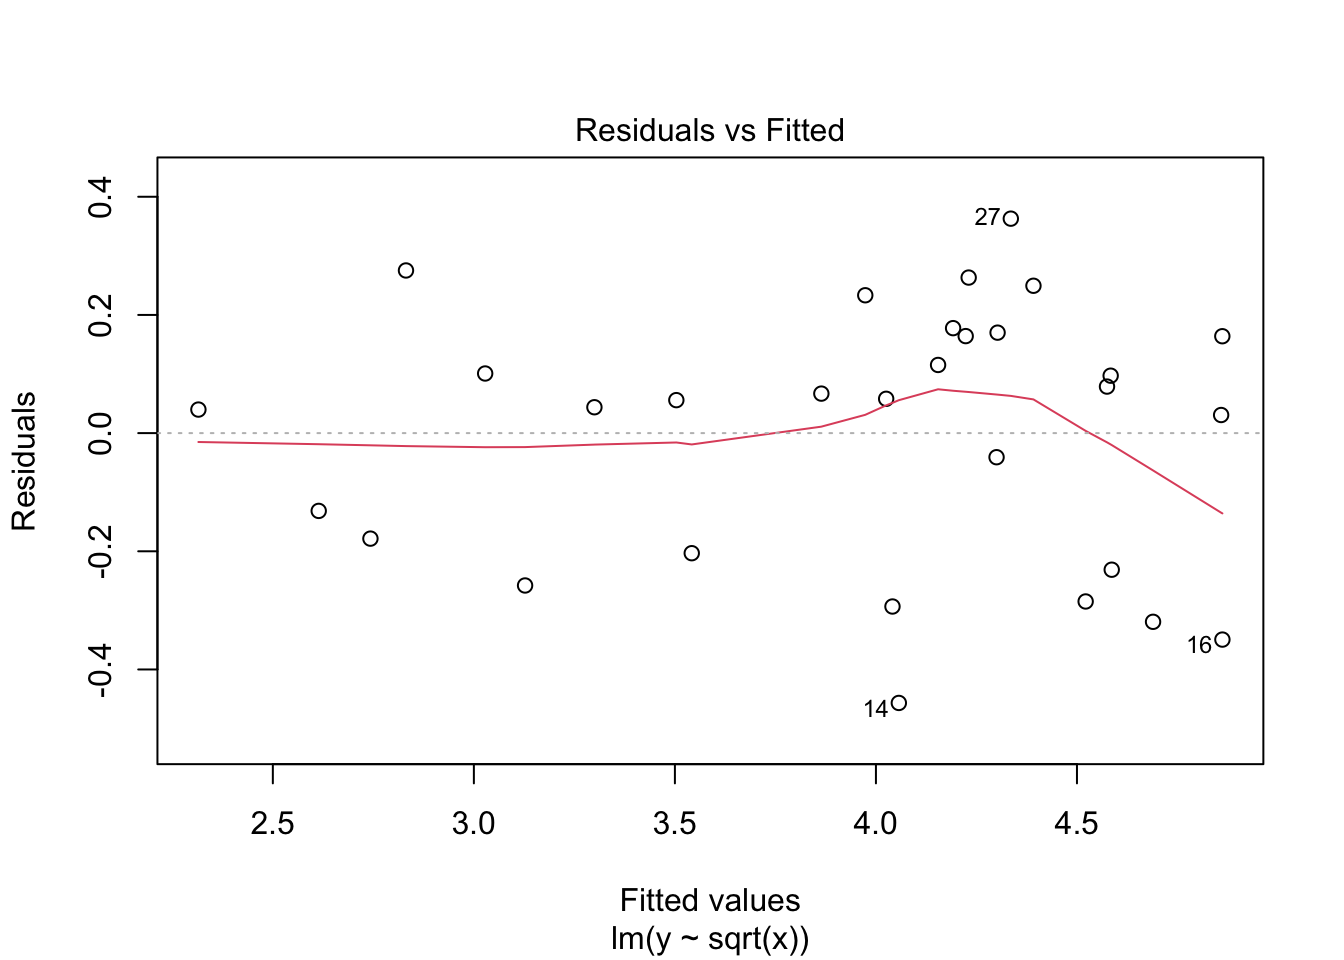 Residuals vs Fitted
Residuals
0.4
0.2
0.0
-0.2
-0.4
27
16
14
2.5 3.0 3.5 4.0 4.5
Fitted values
lm(y ~ sqrt(x))